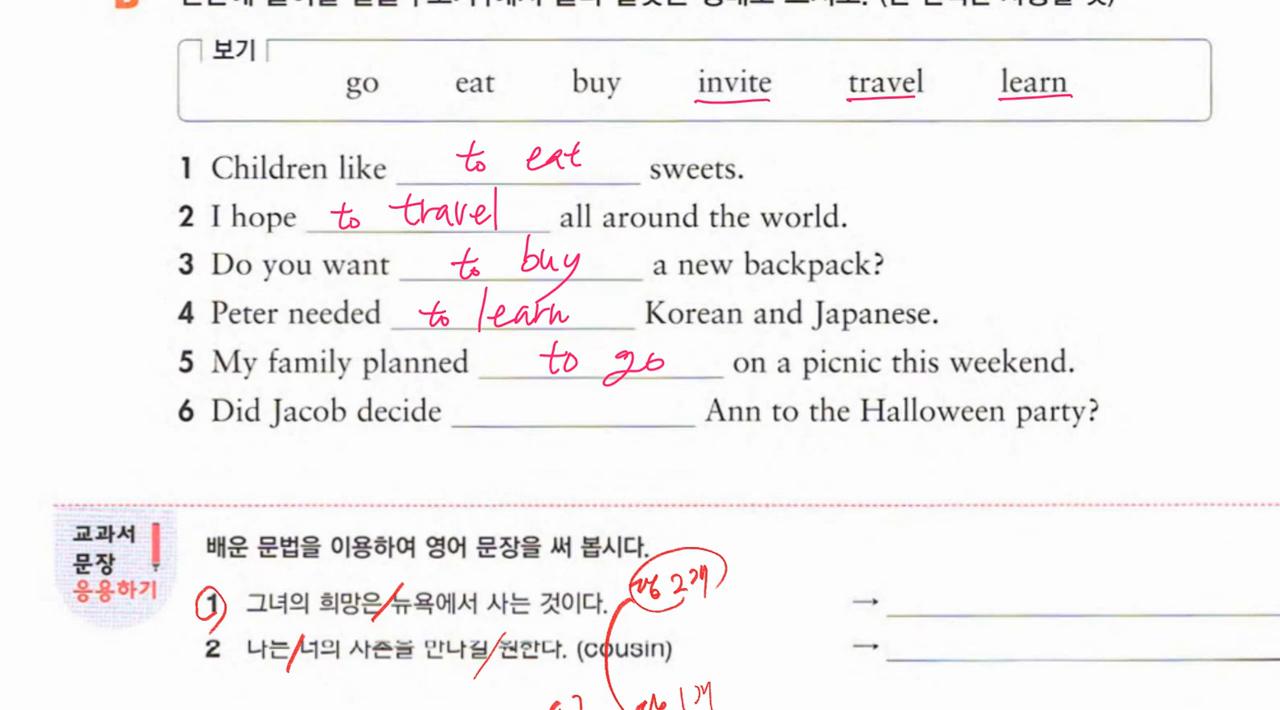 보기
go eat buy invite travel learn
1 Children like to eat sweets.
2 I hope to travel all around the world.
3 Do you want to buy a new backpack?
4 Peter needed to learn Korean and Japanese.
5 My family planned to go on a picnic this weekend.
6 Did Jacob decide Ann to the Halloween party?
교과서
문장
응용하기
배운 문법을 이용하여 영어 문장을 써 봅시다.
1 그녀의 희망은/뉴욕에서 사는 것이다. →
2 나는/너의 사촌을 만나길/원한다. (cousin) →